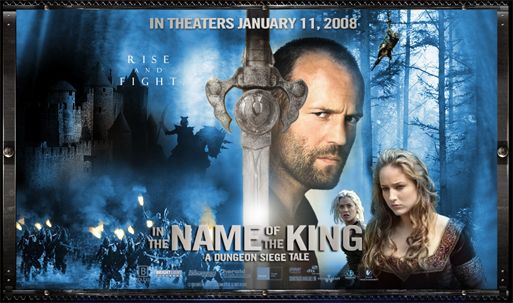 IN THEATERS JANUARY 11, 2008
RISE
AND
FIGHT
IN THE NAME OF THE KING
A DUNGEON SIEGE TALE